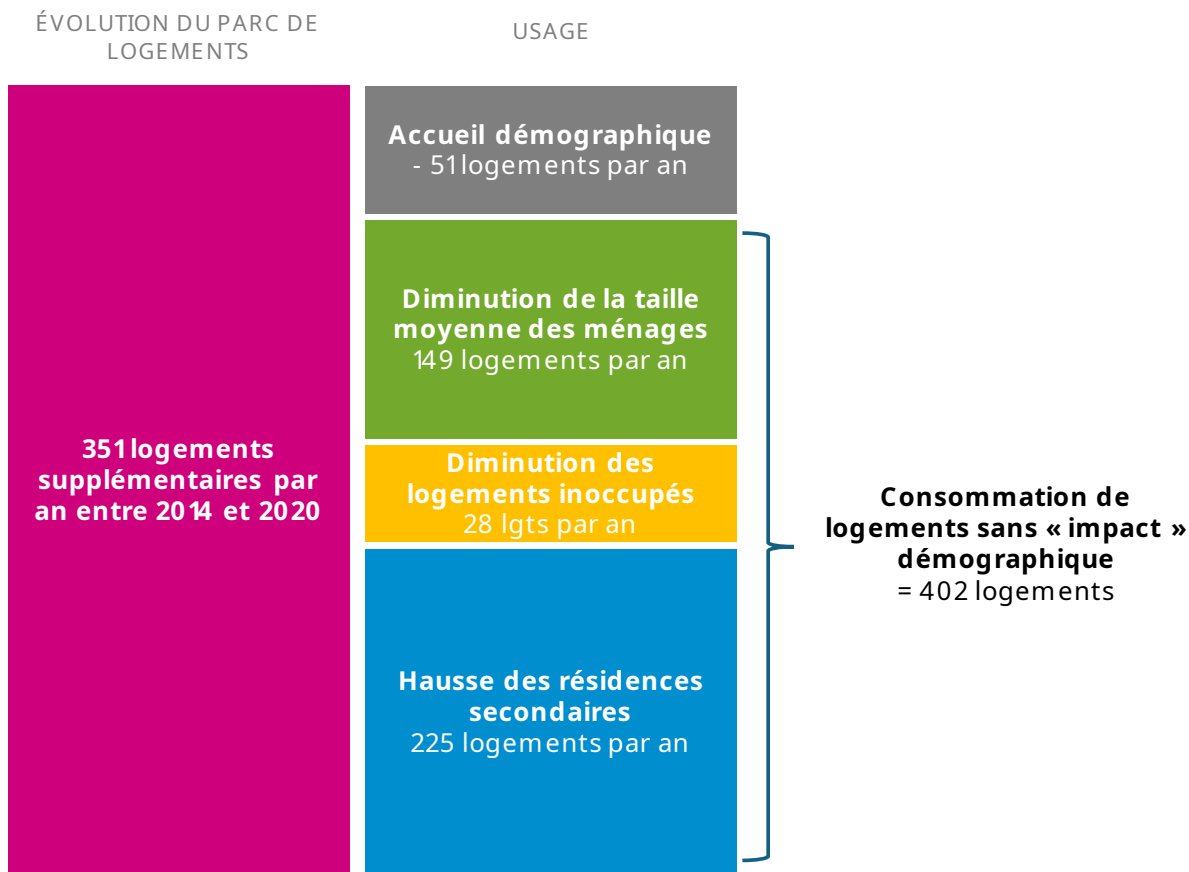 ÉVOLUTION DU PARC DE
LOGEMENTS
USAGE
351 logements
supplémentaires par
an entre 2014 et 2020
Accueil démographique
- 51 logements par an
Diminution de la taille
moyenne des ménages
149 logements par an
Diminution des
logements inoccupés
28 lgts par an
Hausse des résidences
secondaires
225 logements par an
Consommation de
logements sans « impact »
démographique
= 402 logements